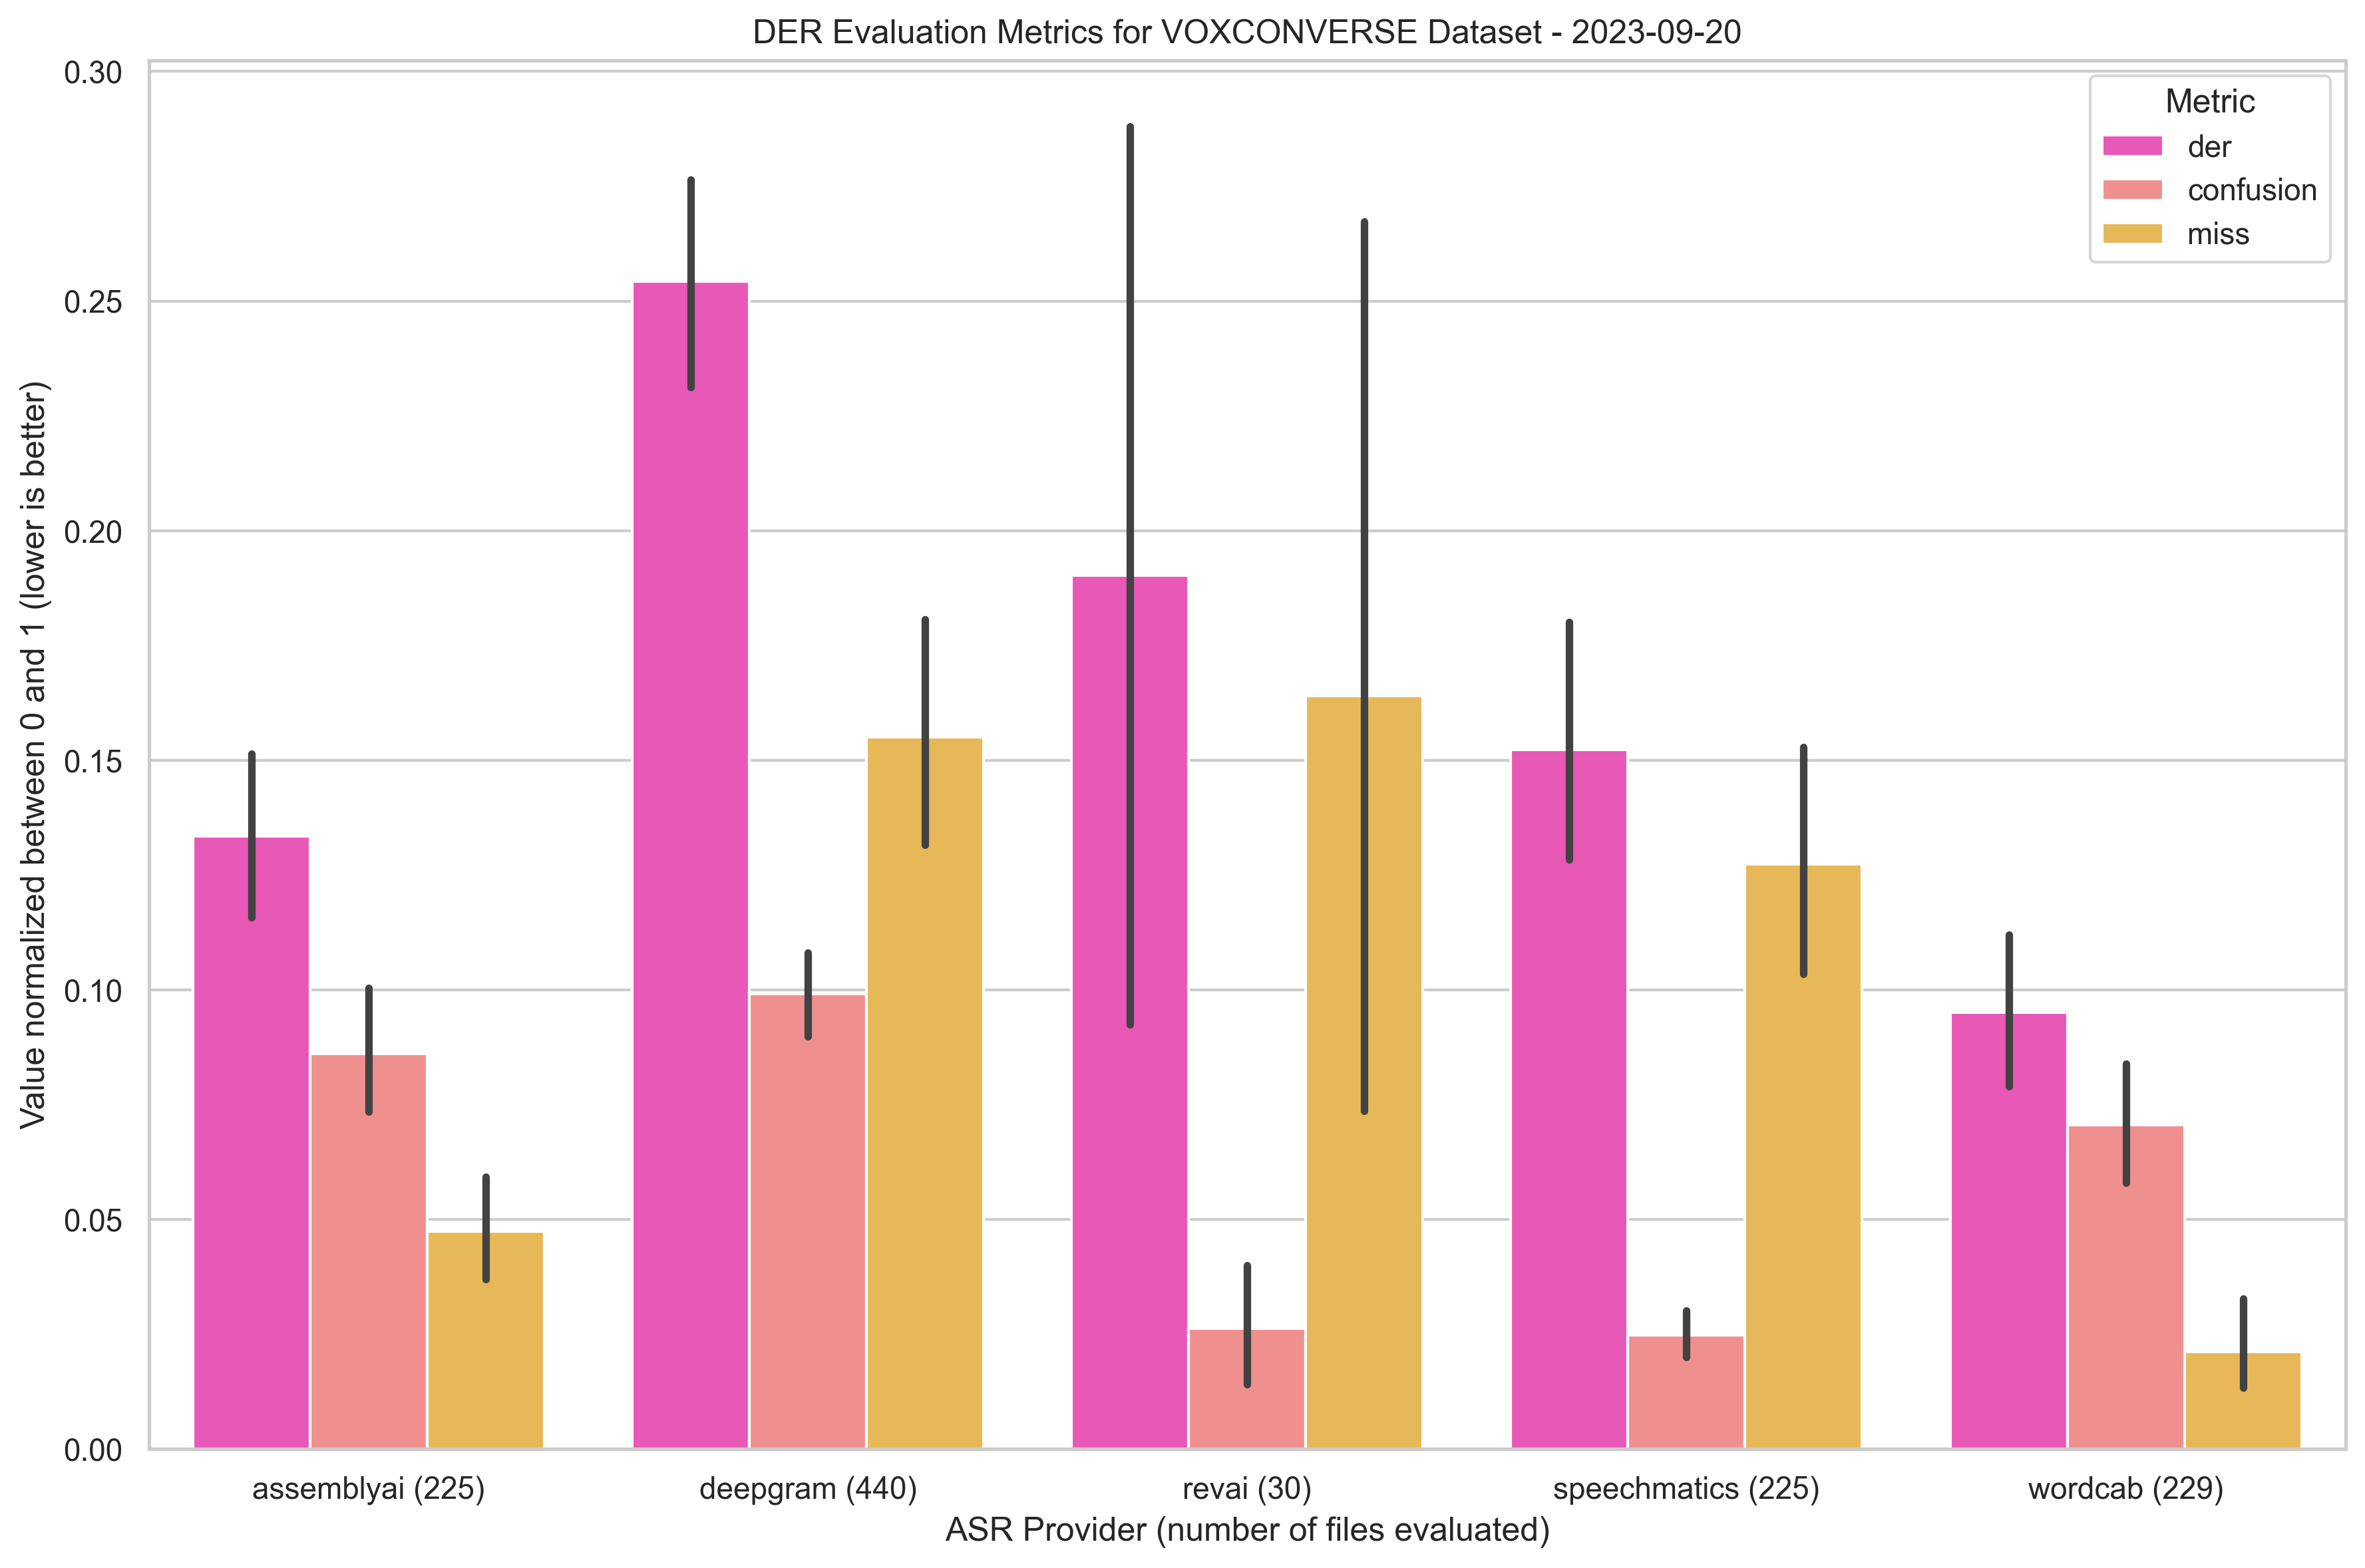 DER Evaluation Metrics for VOXCONVERSE Dataset - 2023-09-20
Value normalized between 0 and 1 (lower is better)
0.30
0.25
0.20
0.15
0.10
0.05
0.00
Metric
der
confusion
miss
assemblyai (225)
deepgram (440)
revai (30)
speechmatics (225)
wordcab (229)
ASR Provider (number of files evaluated)